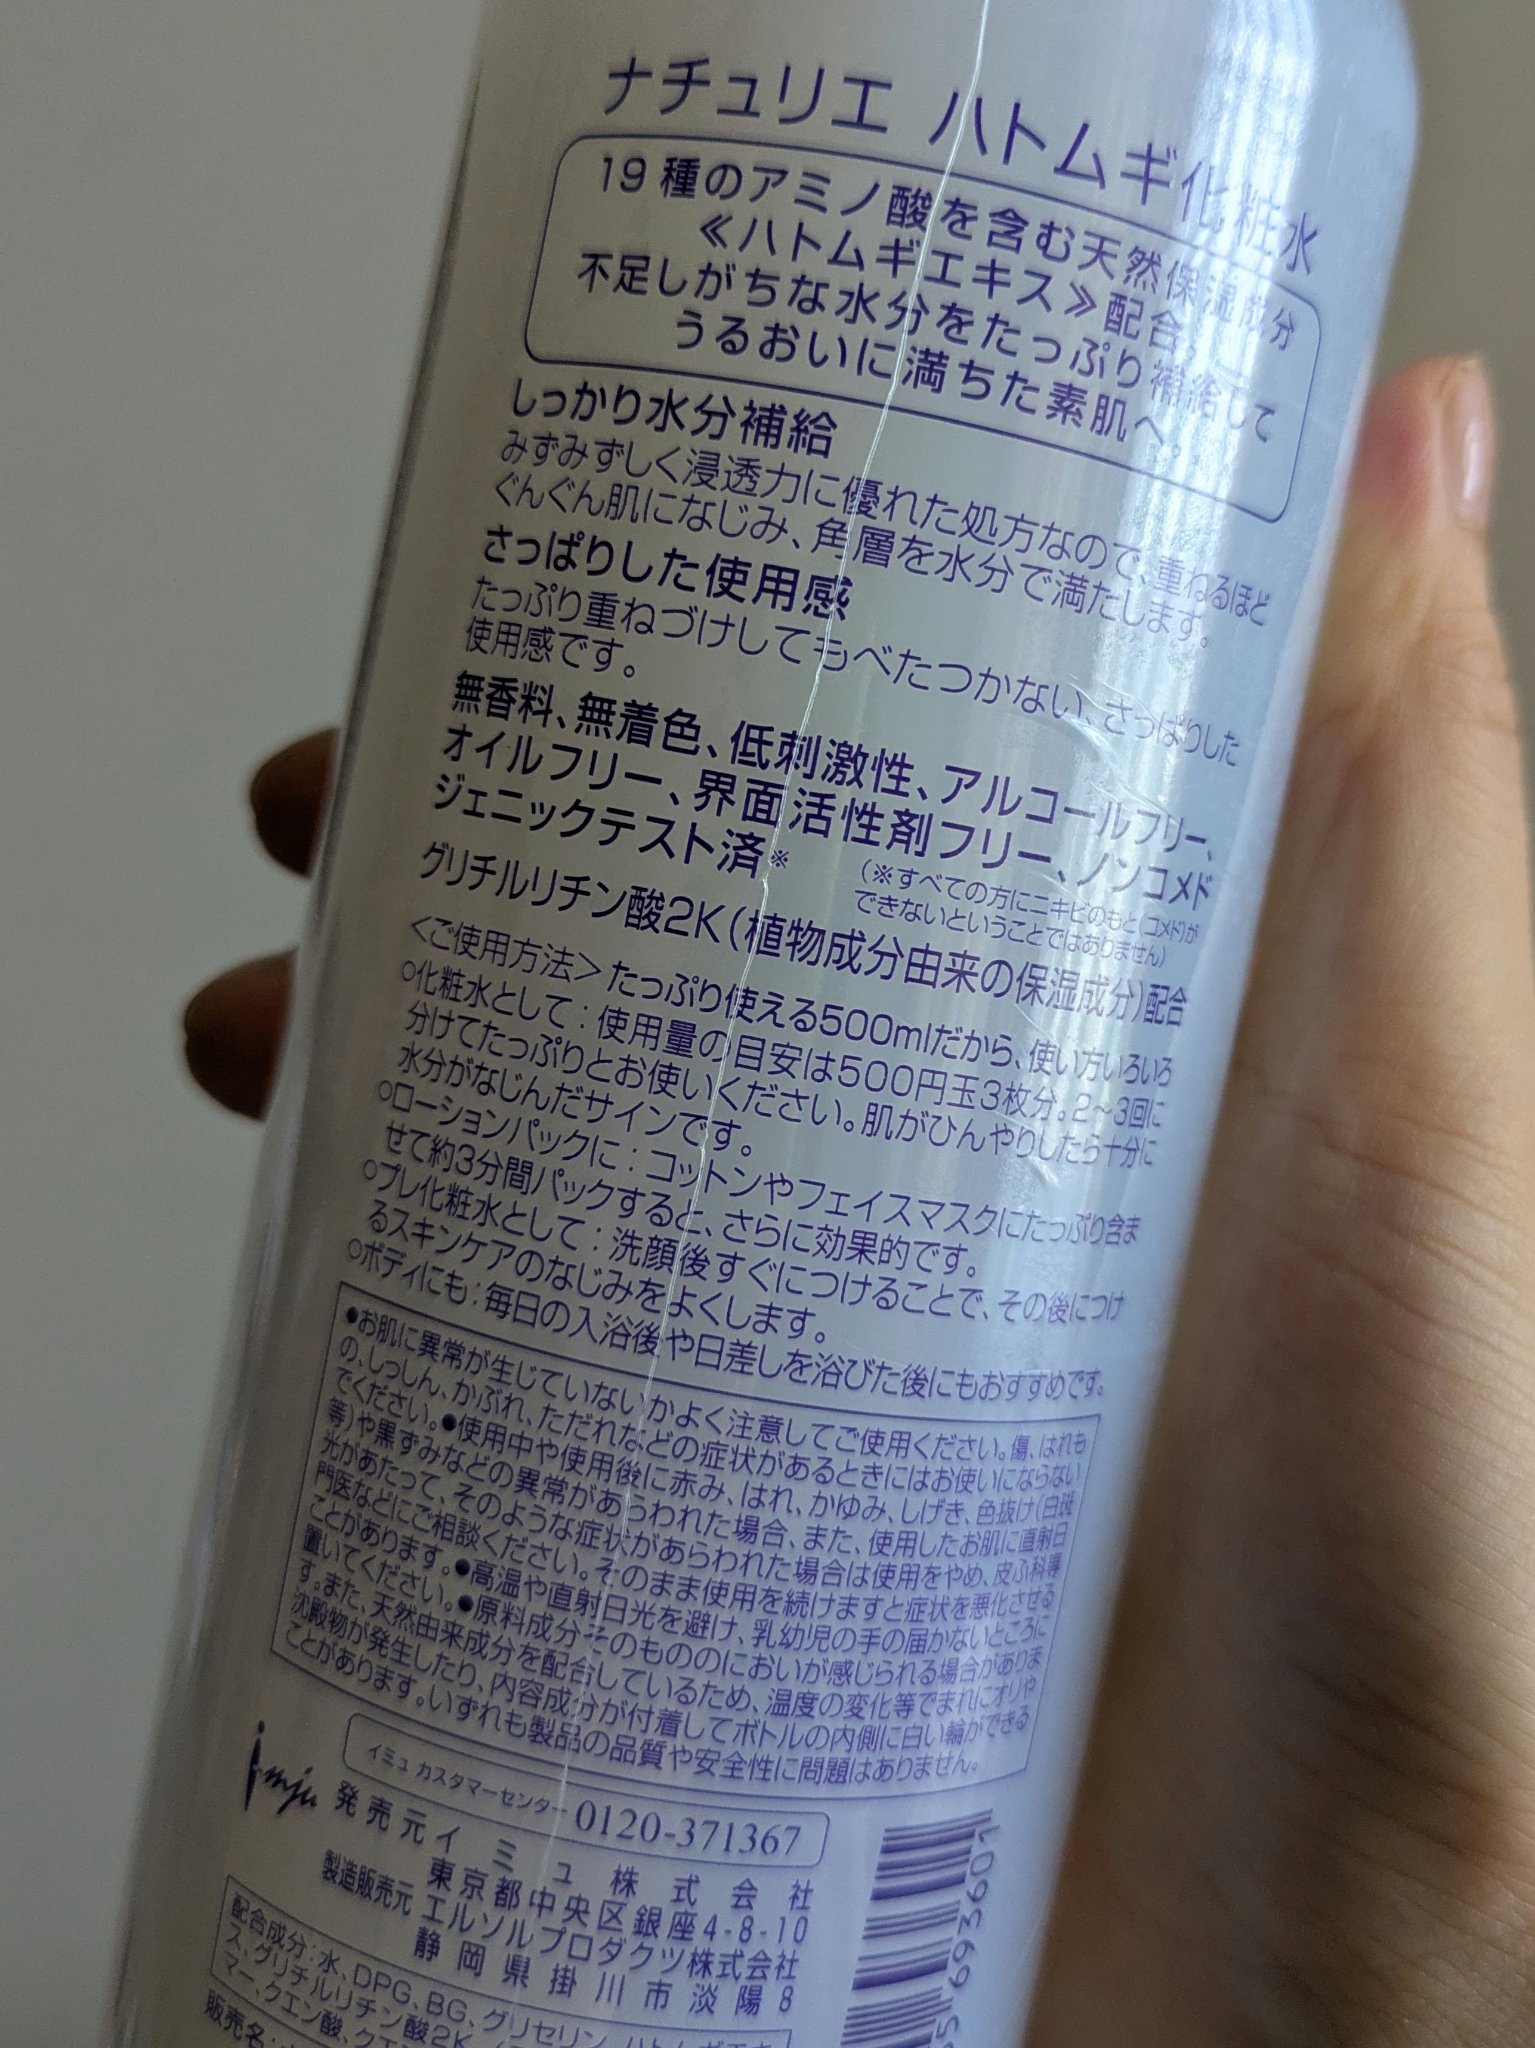 ナチュリエ ハトムギ化粧水
19種のアミノ酸を含む天然保湿成分
≪ハトムギエキス≫配合。
不足しがちな水分をたっぷり補給して
うるおいに満ちた素肌へ。
しっかり水分補給
みずみずしく浸透力に優れた処方なので、重ねるほど
ぐんぐん肌になじみ、角層を水分で満たします。
さっぱりした使用感
たっぷり重ねづけしてもべたつかない、さっぱりした
使用感です。
無香料、無着色、低刺激性、アルコールフリー、
オイルフリー、界面活性剤フリー、ノンコメド
ジェニックテスト済※
(※すべての方にニキビのもと(コメド)が
できないということではありません)
グリチルリチン酸2K(植物成分由来の保湿成分)配合
<ご使用方法>たっぷり使える500mlだから、使い方いろいろ
○化粧水として：使用量の目安は500円玉3枚分。2～3回に
分けてたっぷりとお使いください。肌がひんやりしたら十分に
水分がなじんだサインです。
○ローションパックに：コットンやフェイスマスクにたっぷり含ま
せて約3分間パックすると、さらに効果的です。
○プレ化粧水として：洗顔後すぐにつけることで、その後につけ
るスキンケアのなじみをよくします。
○ボディにも：毎日の入浴後や日差しを浴びた後にもおすすめです。
●お肌に異常が生じていないかよく注意してご使用ください。傷、はれも
の、しっしん、かぶれ、ただれなどの症状があるときにはお使いにならない
でください。●使用中や使用後に赤み、はれ、かゆみ、しげき、色抜け(白斑
等)や黒ずみなどの異常があらわれた場合、また、使用したお肌に直射日
光があたって、そのような症状があらわれた場合は使用をやめ、皮ふ科専
門医などにご相談ください。そのまま使用を続けますと症状を悪化させる
ことがあります。●高温や直射日光を避け、乳幼児の手の届かないところに
置いてください。●原料成分そのもののにおいが感じられる場合がありま
す。また、天然由来成分を配合しているため、温度の変化等でまれにオリや
沈殿物が発生したり、内容成分が付着してボトルの内側に白い輪ができる
ことがあります。いずれも製品の品質や安全性に問題はありません。
イミュ カスタマーセンター 0120-371367
i-mju 発売元 イミュ株式会社
東京都中央区銀座4-8-10
製造販売元 エルソルプロダクツ株式会社
静岡県掛川市淡陽8
配合成分：水、DPG、BG、グリセリン、ハトムギエキ
ス、グリチルリチン酸2K、
マー、クエン酸、クエ
販売名：